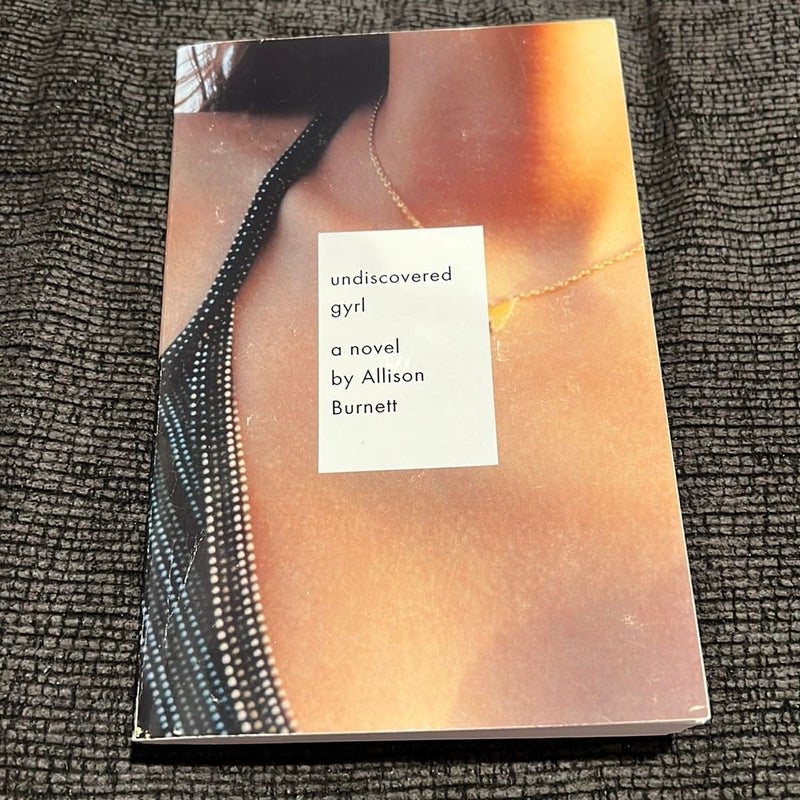 undiscovered
gyrl
a novel
by Allison
Burnett